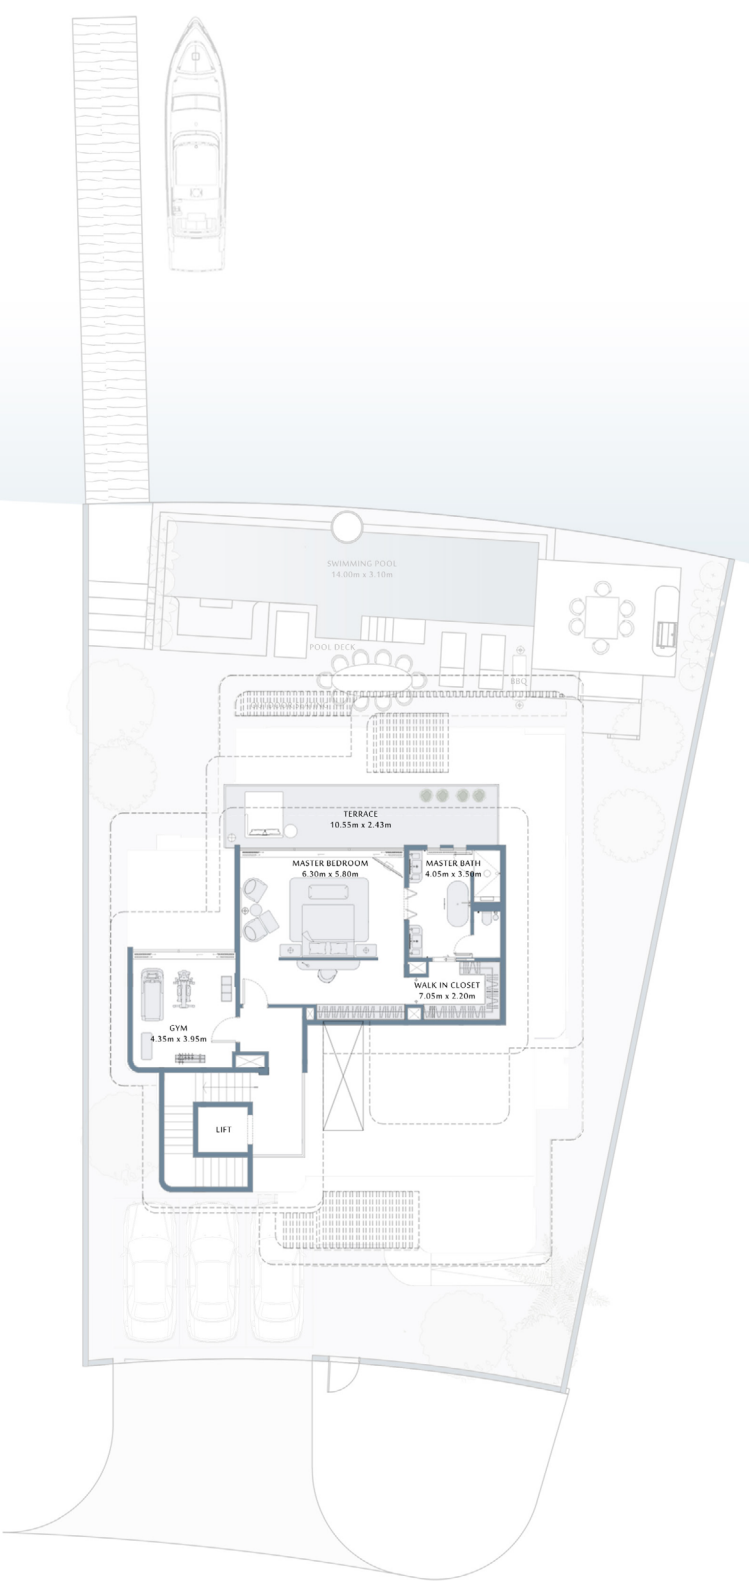 SWIMMING POOL
14.00m x 3.10m
POOL DECK
BBQ
TERRACE
10.55m x 2.43m
MASTER BEDROOM
6.30m x 5.80m
MASTER BATH
4.05m x 3.50m
WALK IN CLOSET
7.05m x 2.20m
GYM
4.35m x 3.95m
LIFT